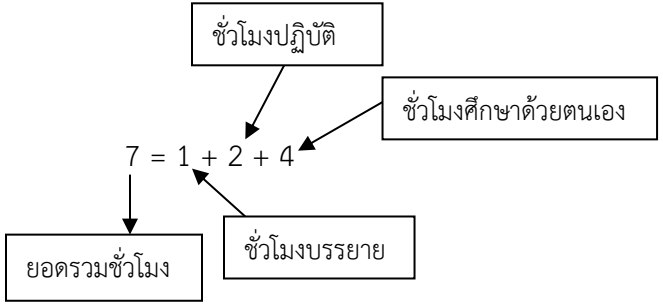 ชั่วโมงปฏิบัติ
ชั่วโมงศึกษาด้วยตนเอง
7 = 1 + 2 + 4
ชั่วโมงบรรยาย
ยอดรวมชั่วโมง